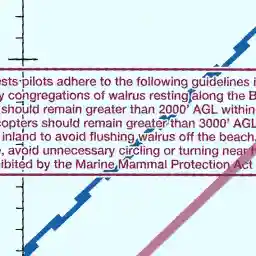 ests pilots adhere to the following guidelines i
y congregations of walrus resting along the B
should remain greater than 2000' AGL within
copters should remain greater than 3000' AGL
inland to avoid flushing walrus off the beach,
, avoid unnecessary circling or turning near
ibited by the Marine Mammal Protection Act